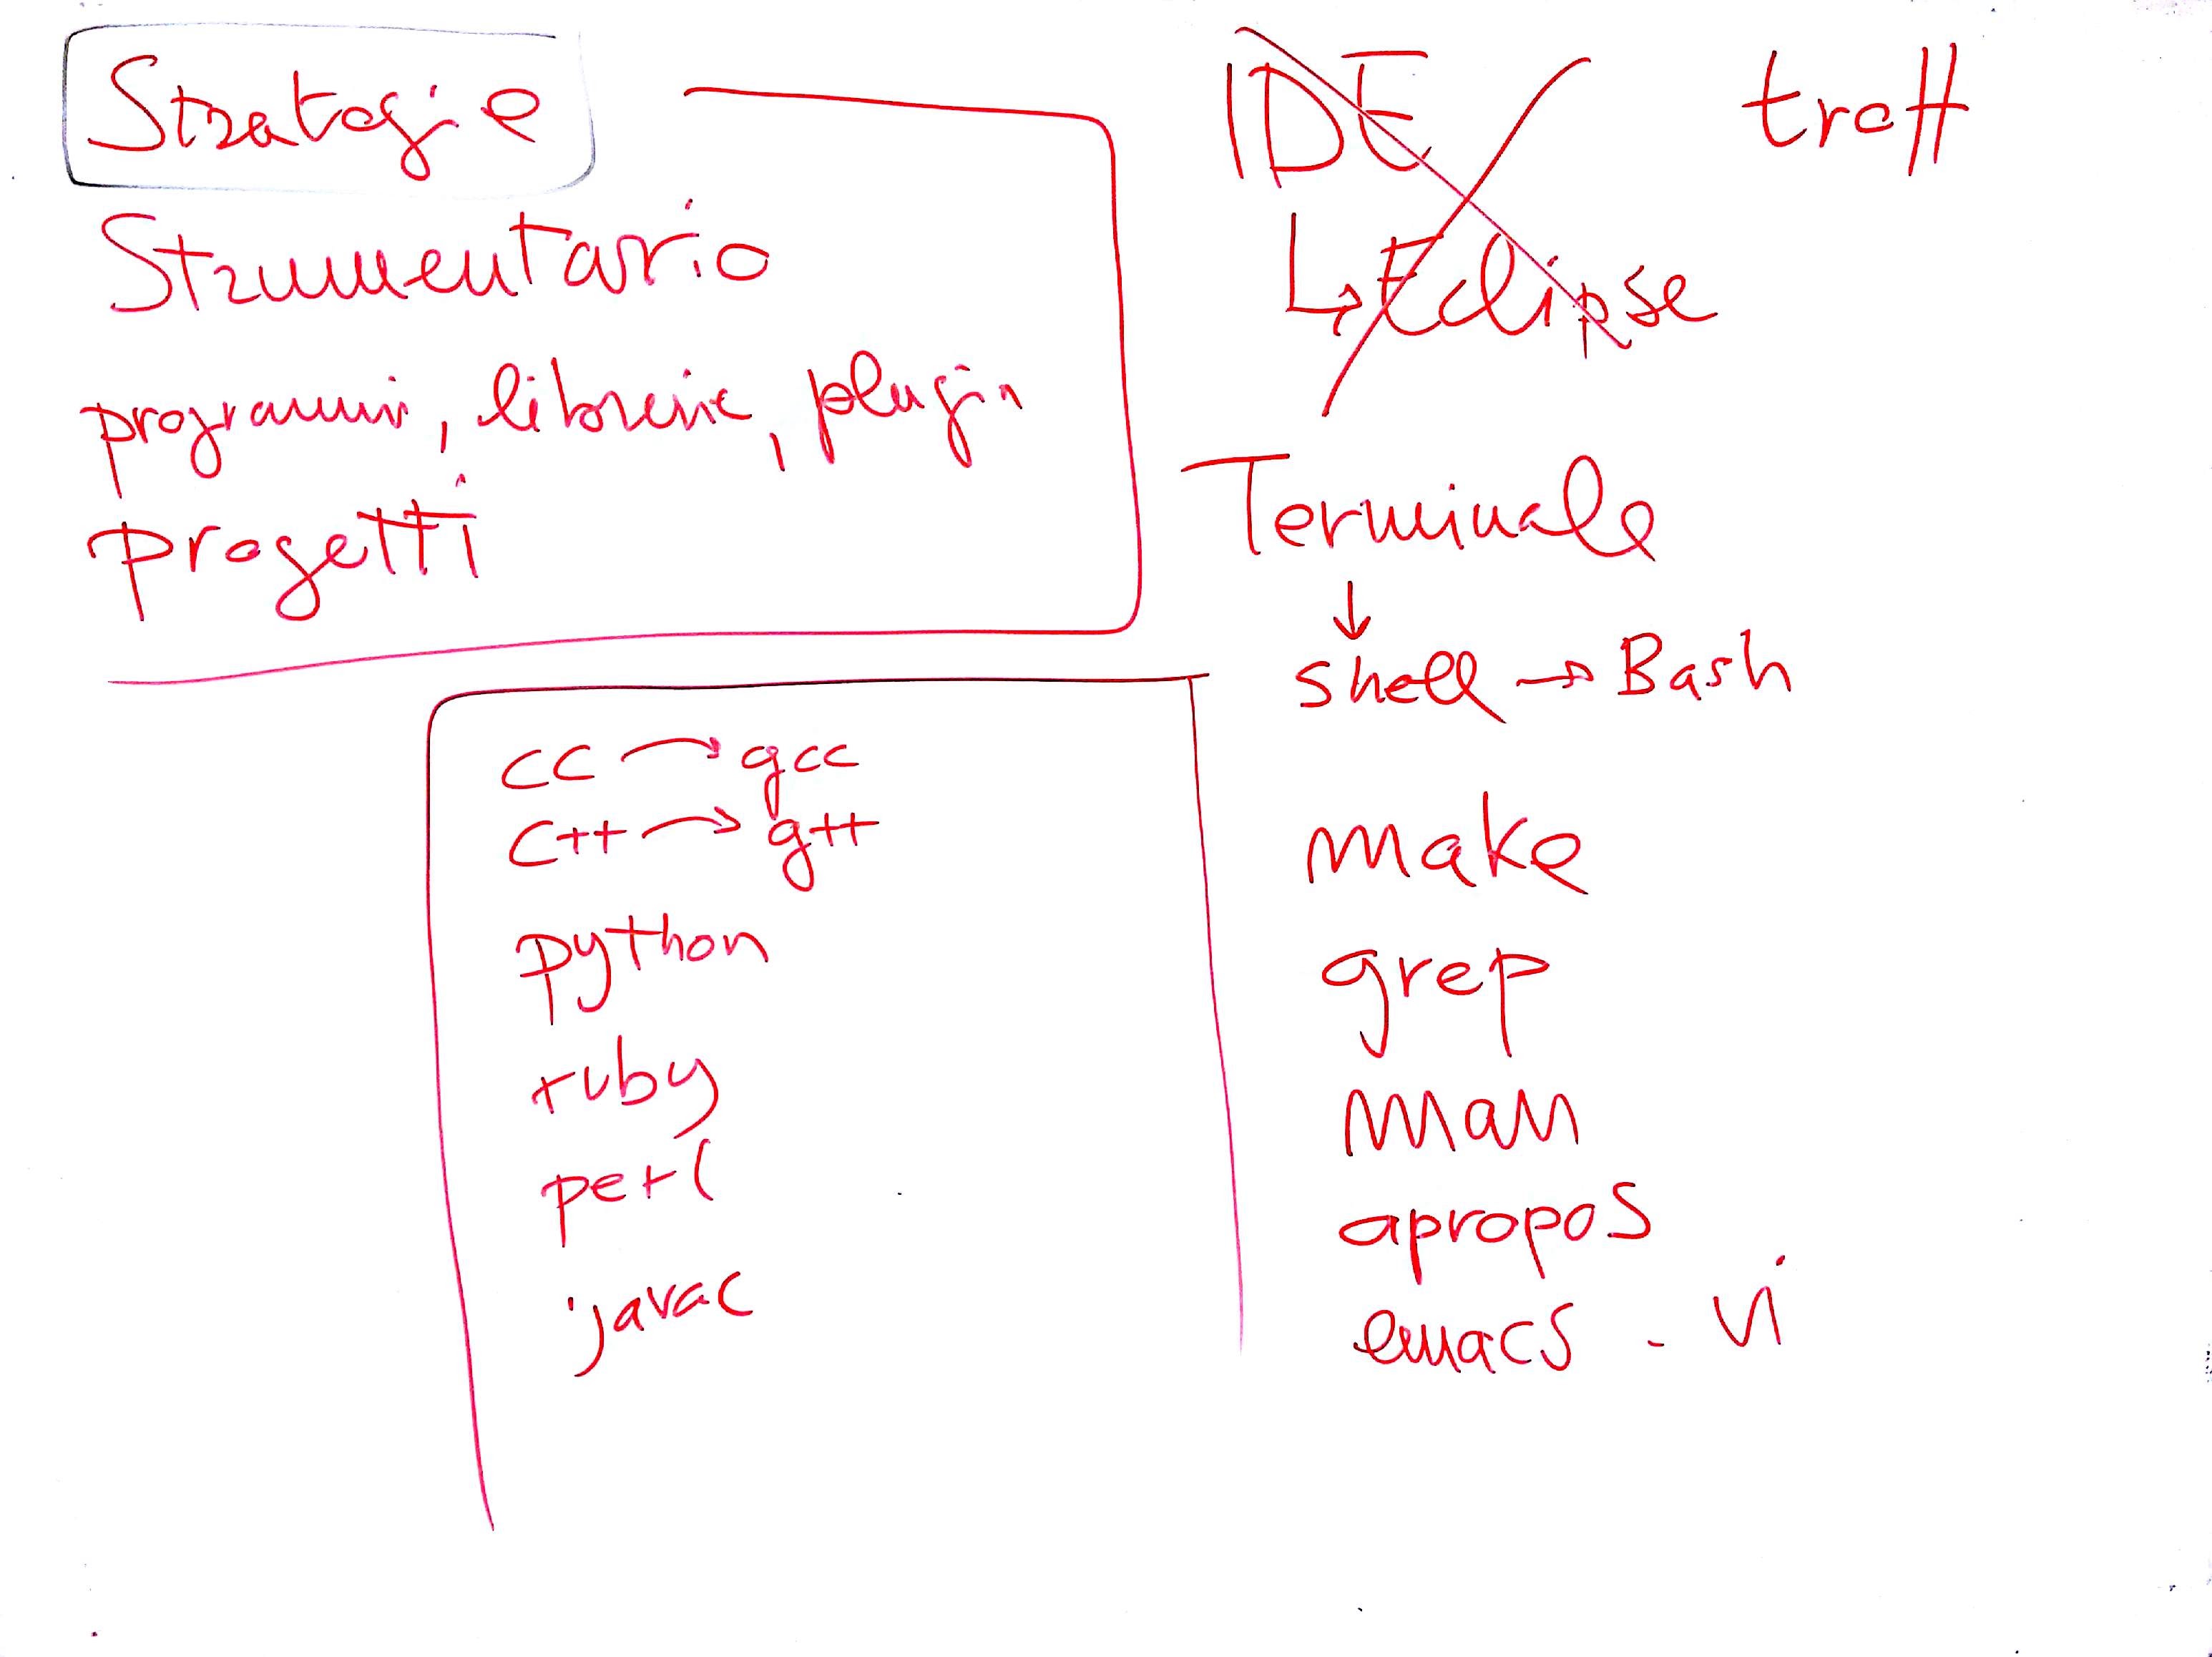 Strategie
Strumentario
programmi, librerie, plugin
progetti
IDE
↳ Eclipse
troff
Terminale
↓
shell → Bash
make
grep
man
apropos
emacs - vi
CC → gcc
C++ → g++
python
ruby
perl
javac